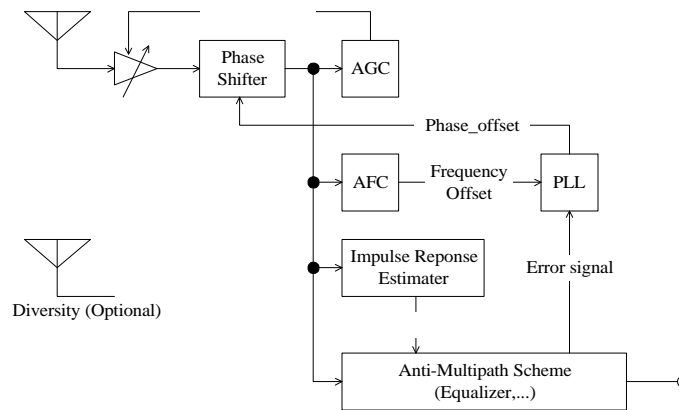 Phase
Shifter
AGC
Phase_offset
AFC
Frequency
Offset
PLL
Impulse Reponse
Estimater
Error signal
Diversity (Optional)
Anti-Multipath Scheme
(Equalizer,...)